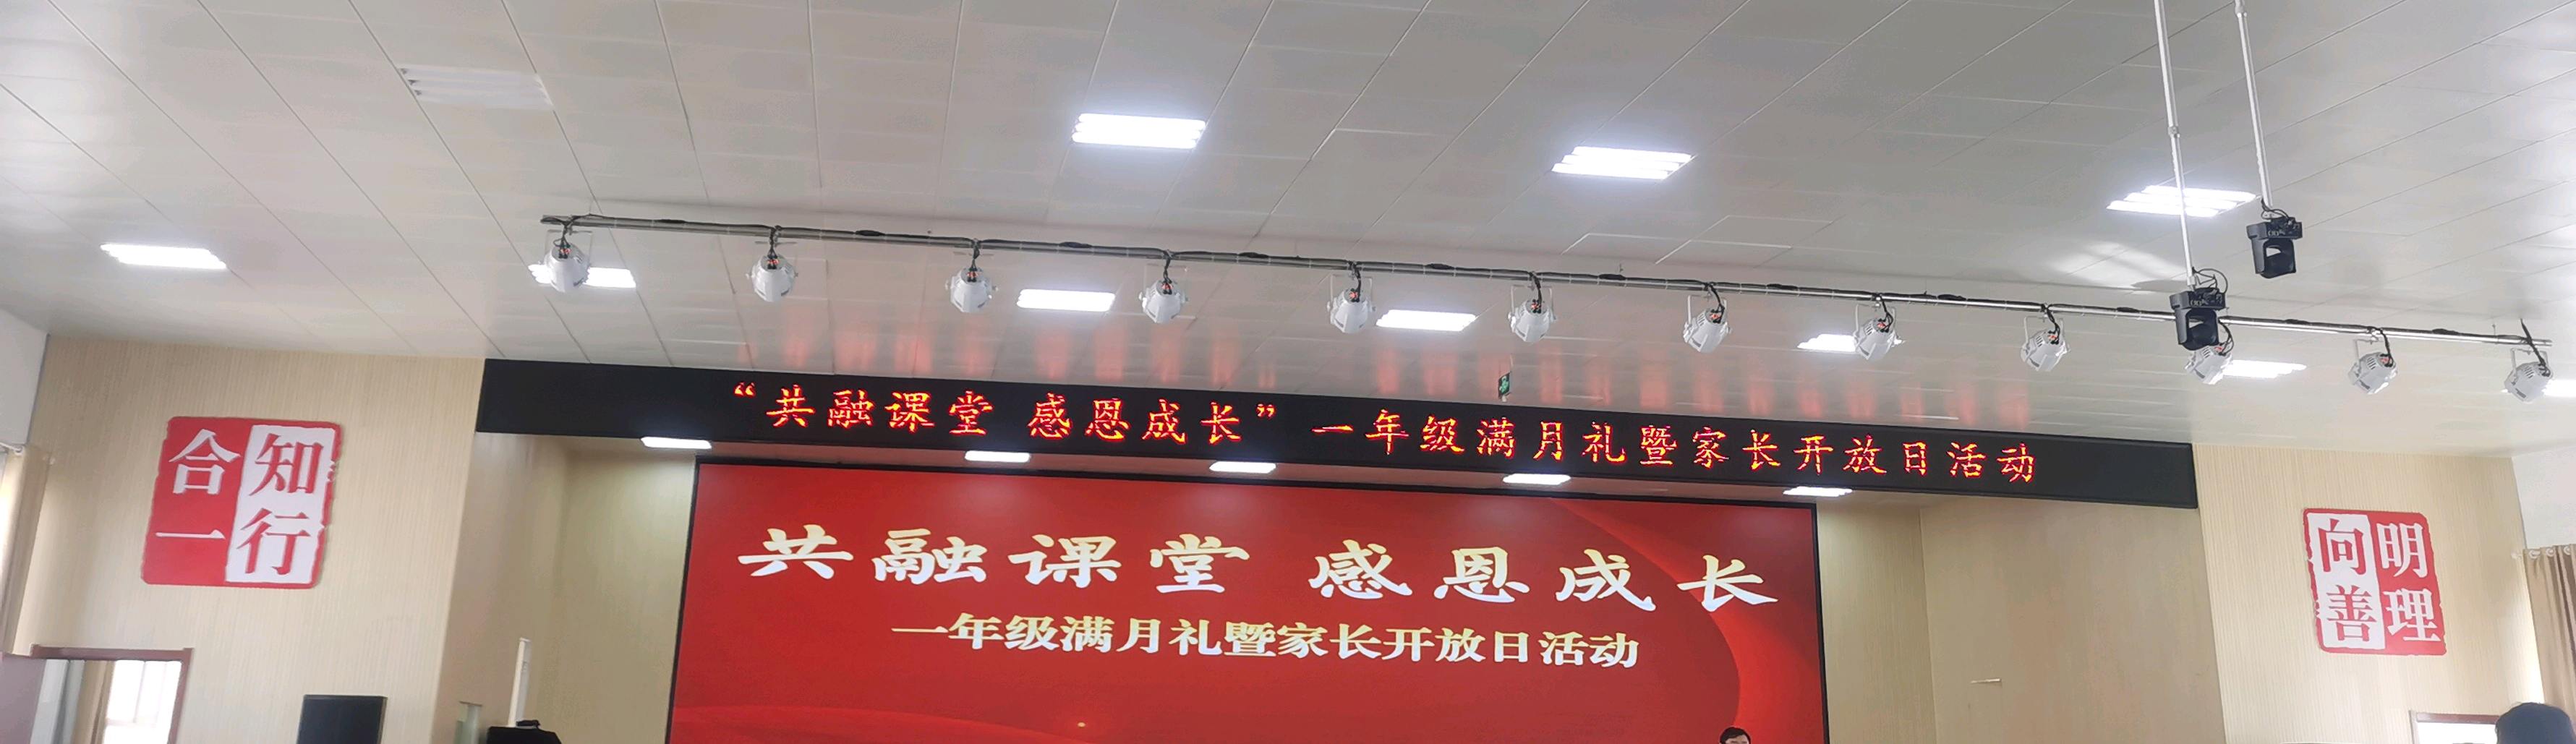 “共融课堂 感恩成长” 一年级满月礼暨家长开放日活动
共融课堂 感恩成长
一年级满月礼暨家长开放日活动
知行
合一
明理
向善